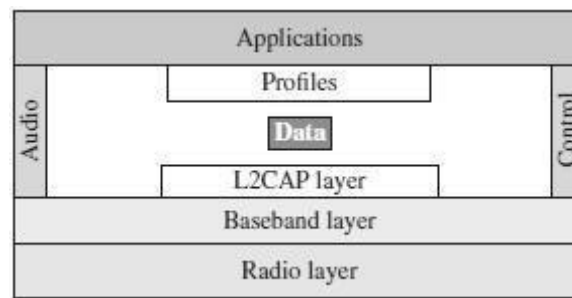 Applications
Profiles
Audio
Data
Control
L2CAP layer
Baseband layer
Radio layer